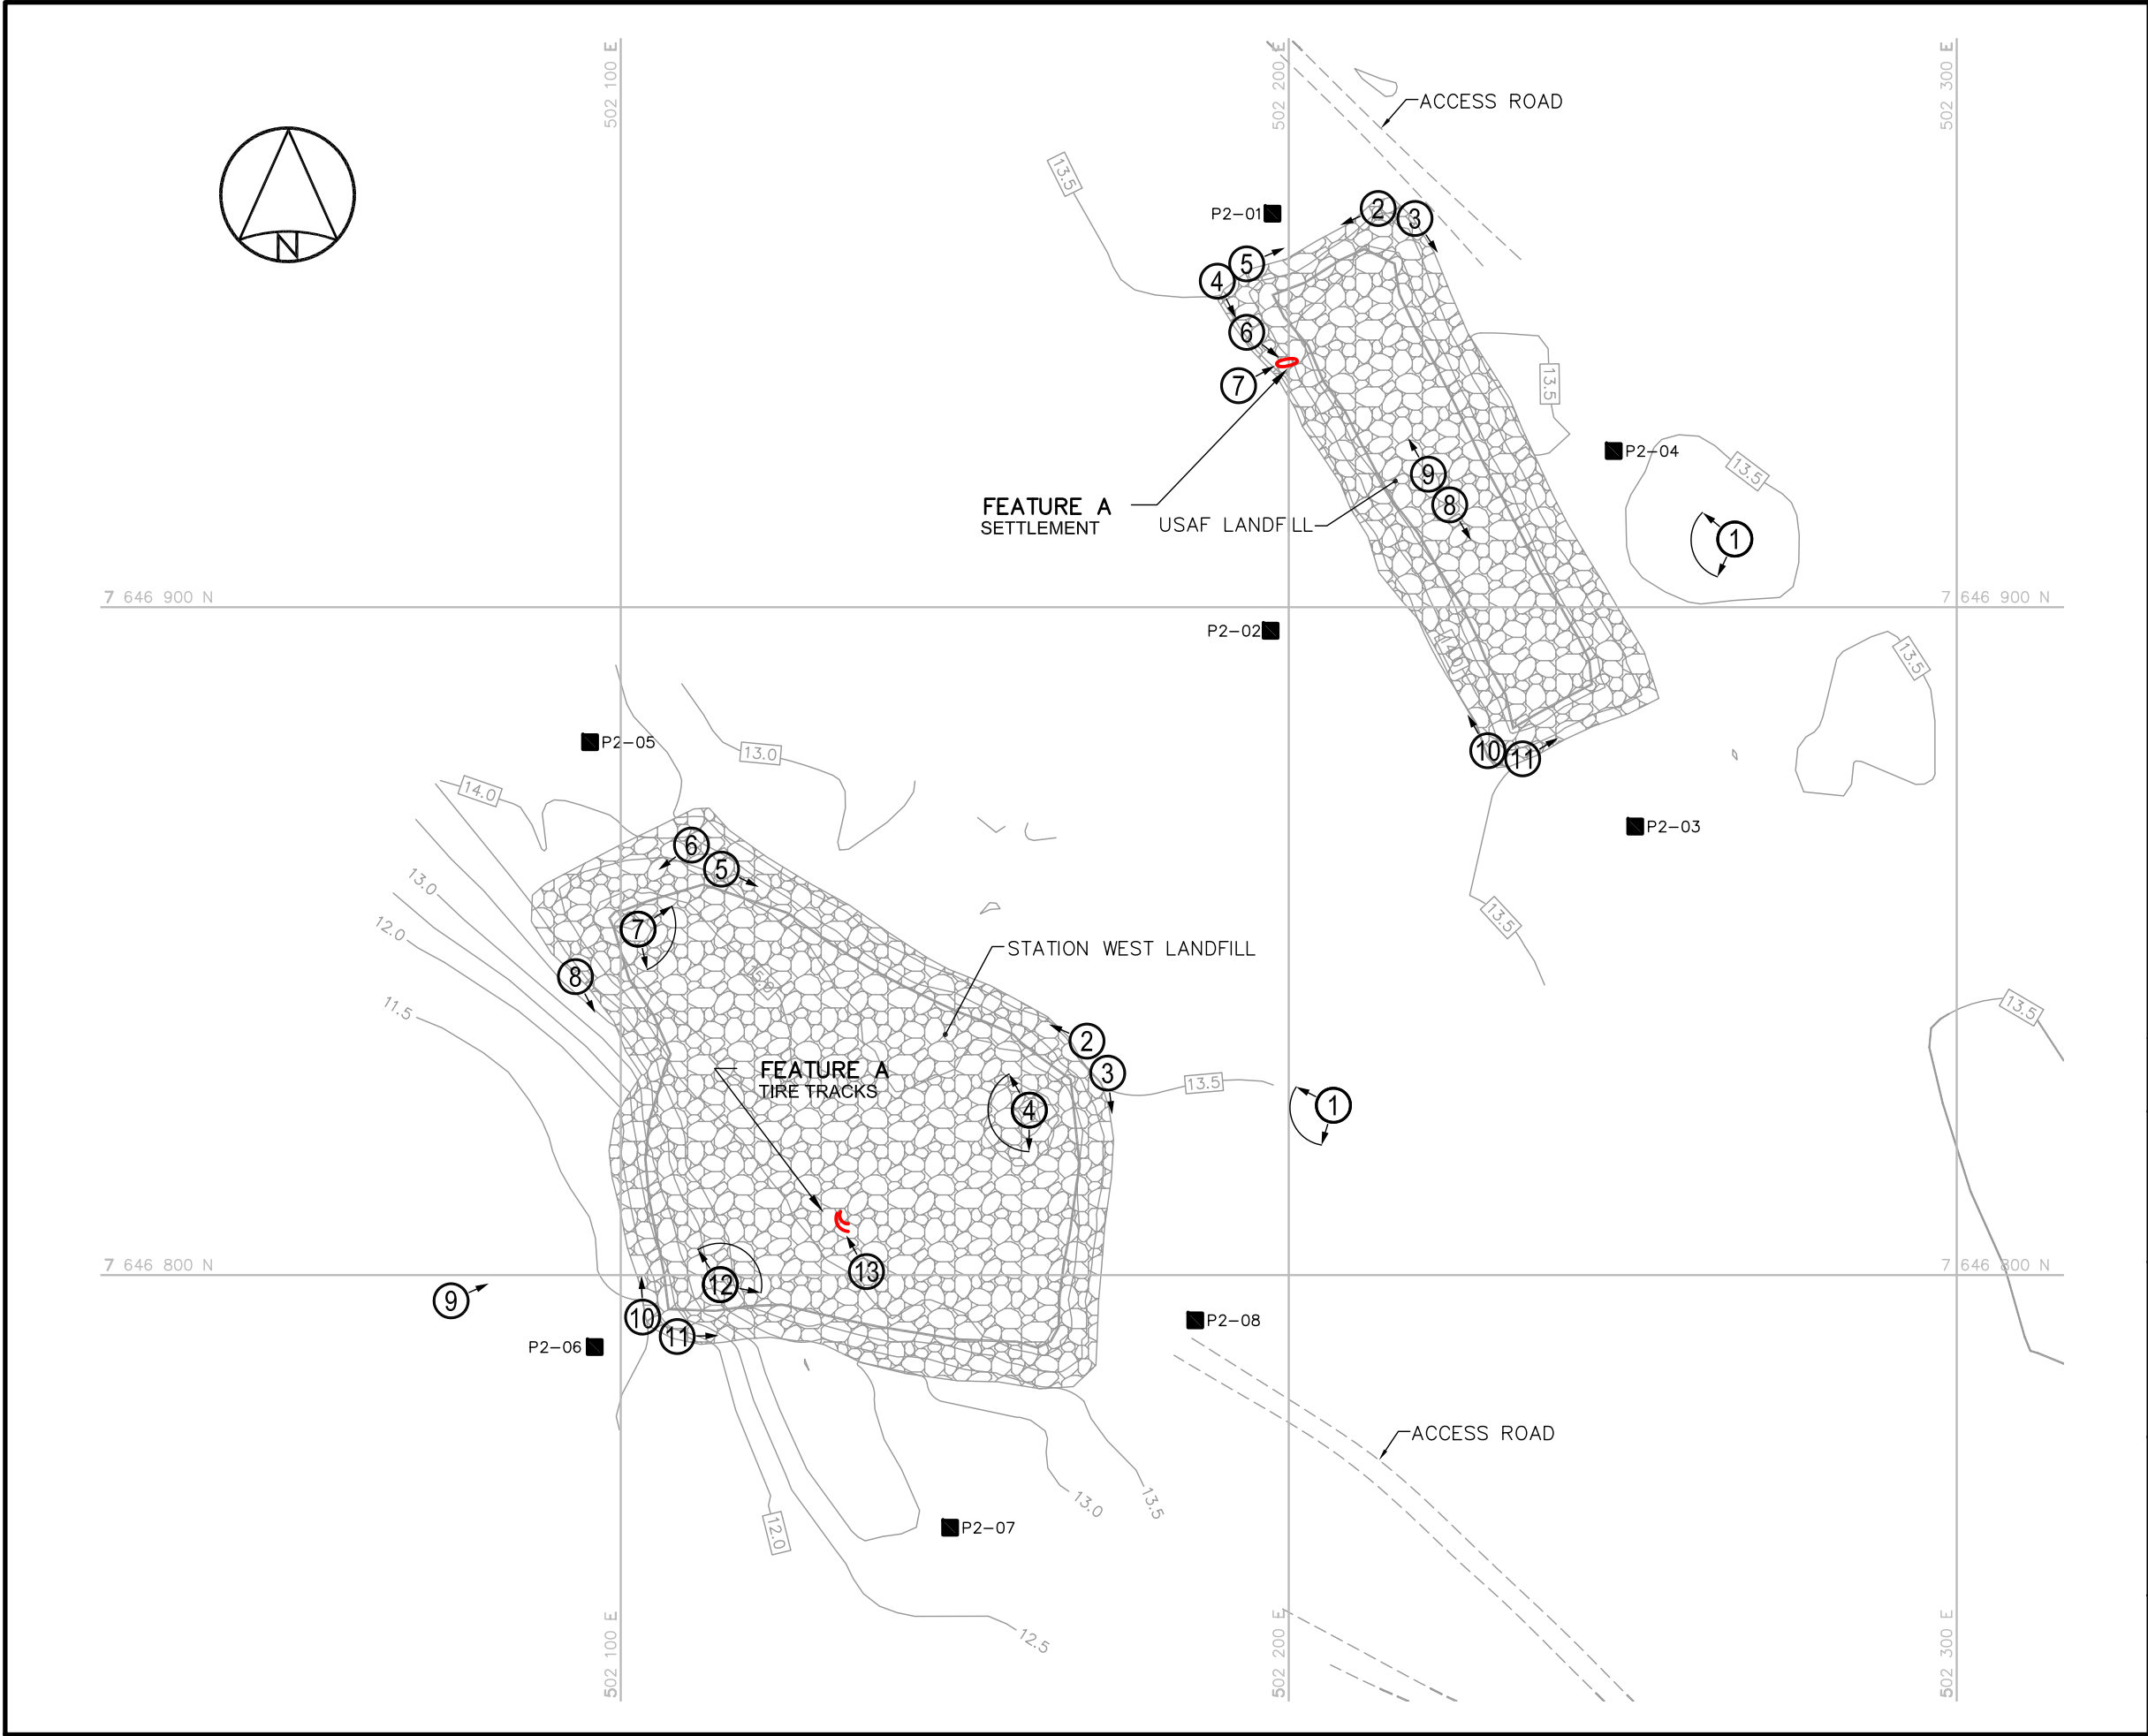 502 100 E
502 200 E
502 300 E
ACCESS ROAD
N
13.5
P2-01
2
3
5
4
6
7
13.5
P2-04
13.5
9
8
1
FEATURE A
SETTLEMENT
USAF LANDFILL
7 646 900 N
7 646 900 N
P2-02
14.0
13.5
P2-05
13.0
10
11
14.0
P2-03
6
5
13.0
12.0
7
13.5
STATION WEST LANDFILL
8
15.0
11.5
13.5
2
3
FEATURE A
TIRE TRACKS
13.5
4
1
7 646 800 N
7 646 800 N
13
12
9
10
11
P2-06
P2-08
ACCESS ROAD
13.0
13.5
12.0
P2-07
12.5
502 100 E
502 200 E
502 300 E